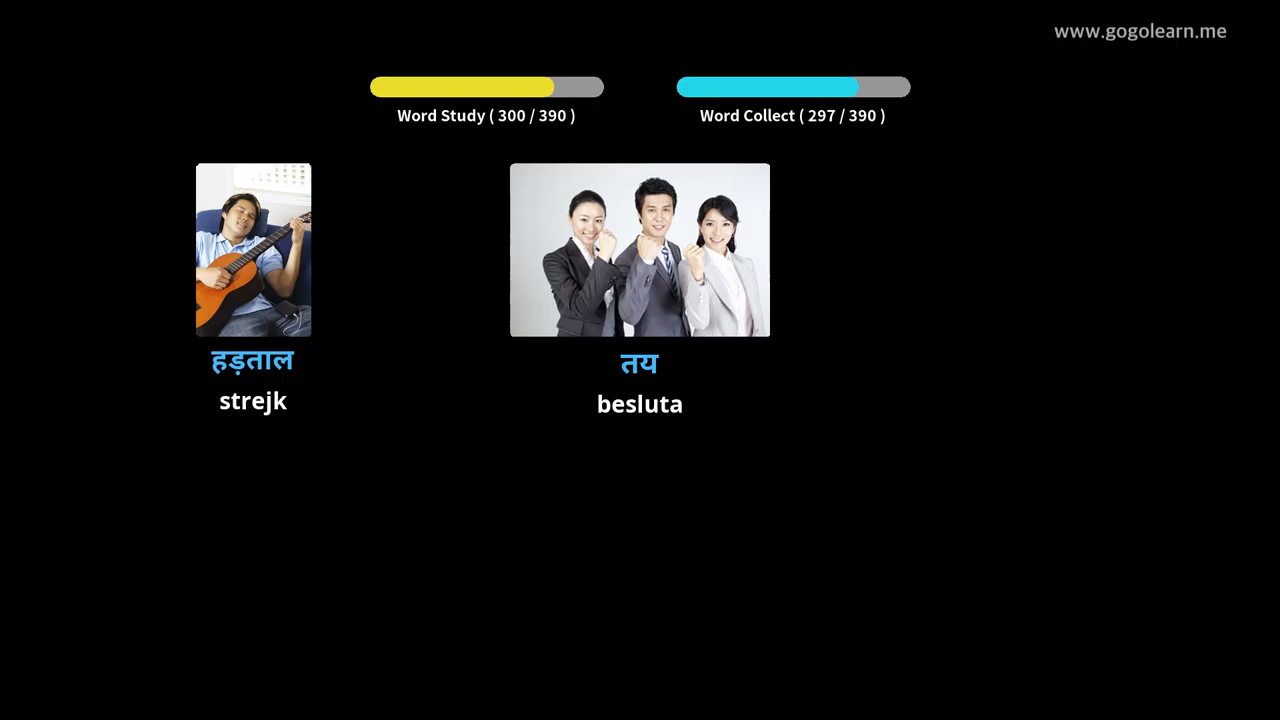 www.gogolearn.me
Word Study ( 300 / 390 )
Word Collect ( 297 / 390 )
हड़ताल
strejk
तय
besluta